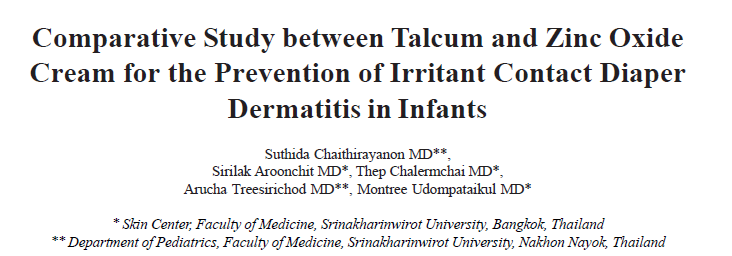 Comparative Study between Talcum and Zinc Oxide
Cream for the Prevention of Irritant Contact Diaper
Dermatitis in Infants
Suthida Chaithirayanon MD**,
Sirilak Aroonchit MD*, Thep Chalermchai MD*,
Arucha Treesirichod MD**, Montree Udompataikul MD*
* Skin Center, Faculty of Medicine, Srinakharinwirot University, Bangkok, Thailand
** Department of Pediatrics, Faculty of Medicine, Srinakharinwirot University, Nakhon Nayok, Thailand